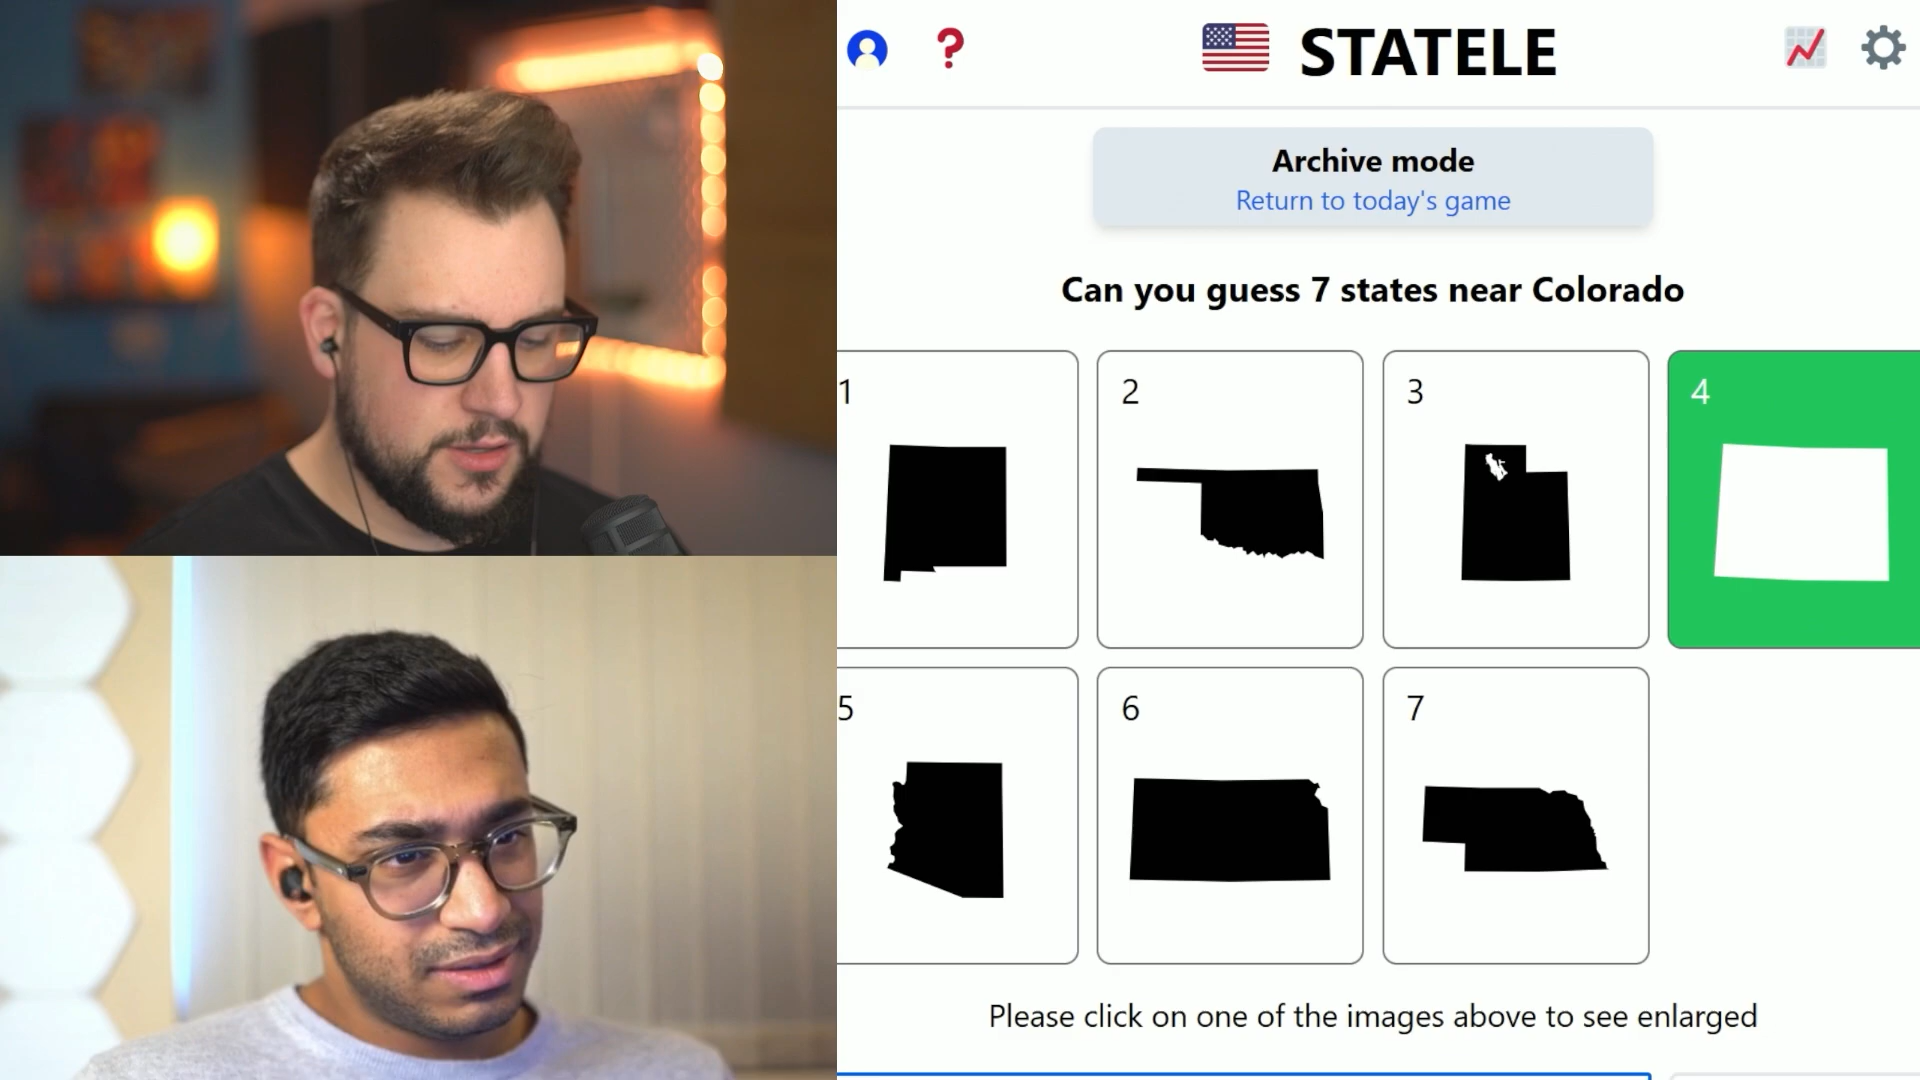 STATELE
Archive mode
Return to today's game
Can you guess 7 states near Colorado
1
2
3
4
5
6
7
Please click on one of the images above to see enlarged